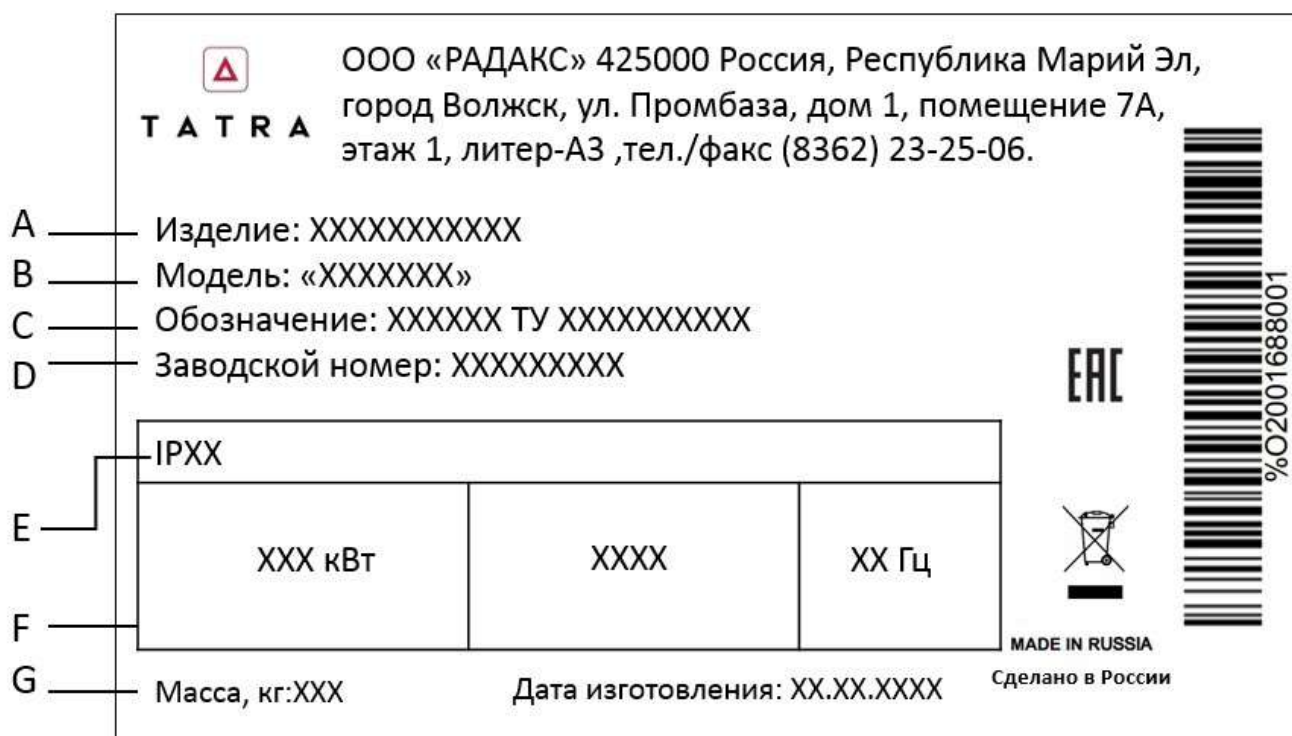 TATRA
ООО «РАДАКС» 425000 Россия, Республика Марий Эл,
город Волжск, ул. Промбаза, дом 1, помещение 7А,
этаж 1, литер-А3 ,тел./факс (8362) 23-25-06.
A
Изделие: XXXXXXXXXXX
B
Модель: «XXXXXXX»
C
Обозначение: XXXXXX ТУ XXXXXXXXXX
D
Заводской номер: XXXXXXXXX
EAC
%O2001688001
E
IPXX
XXX кВт
XXXX
XX Гц
F
MADE IN RUSSIA
Сделано в России
G
Масса, кг:XXX
Дата изготовления: XX.XX.XXXX